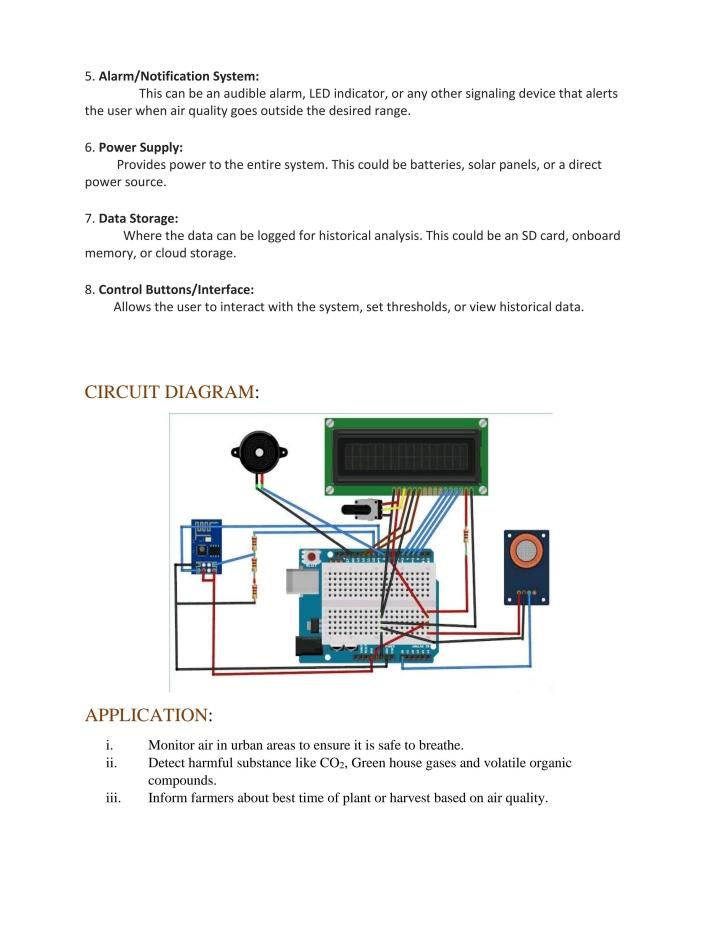 5. Alarm/Notification System:
This can be an audible alarm, LED indicator, or any other signaling device that alerts
the user when air quality goes outside the desired range.
6. Power Supply:
Provides power to the entire system. This could be batteries, solar panels, or a direct
power source.
7. Data Storage:
Where the data can be logged for historical analysis. This could be an SD card, onboard
memory, or cloud storage.
8. Control Buttons/Interface:
Allows the user to interact with the system, set thresholds, or view historical data.
CIRCUIT DIAGRAM:
APPLICATION:
i. Monitor air in urban areas to ensure it is safe to breathe.
ii. Detect harmful substance like CO₂, Green house gases and volatile organic
compounds.
iii. Inform farmers about best time of plant or harvest based on air quality.